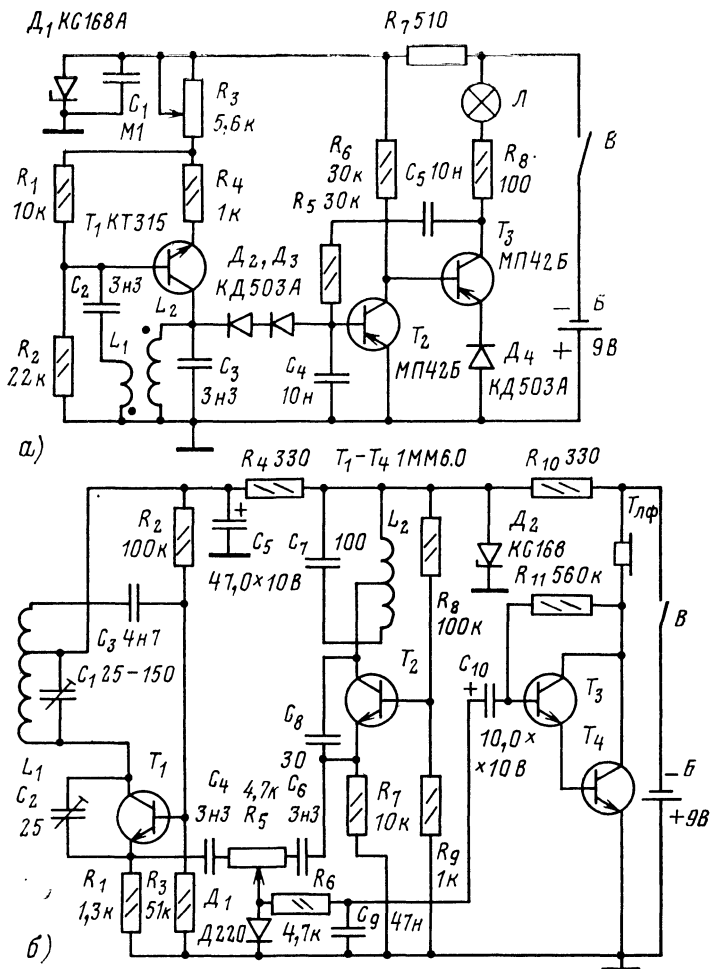 Д₁ КС168А
R₇ 510
C₁
М1
R₃
5,6к
Л
В
R₁
10к
R₄
1к
R₆
30к
C₅ 10н
R₈
100
R₅ 30к
T₁ КТ315
T₃
МП42Б
C₂
3н3
L₂
Д₂, Д₃
КД503А
Б
− +
9В
R₂
22к
L₁
C₃
3н3
C₄
10н
T₂
МП42Б
Д₄
КД503А
а)
R₄ 330
T₁–T₄ 1ММ6.0
R₁₀ 330
R₂
100к
+
C₅
47,0×10В
C₇
100
L₂
Д₂
КС168
Тлф
R₁₁ 560к
C₃ 4н7
R₈
100к
В
C₁ 25–150
T₂
C₁₀
+
10,0×
×10В
T₃
T₄
L₁
T₁
C₈
30
C₂
25
C₄
3н3
4,7к
R₅
C₆
3н3
R₇
10к
− Б
+9В
R₉
1к
R₁
1,3к
R₃
51к
Д₁
Д220
R₆
4,7к
C₉
47н
б)